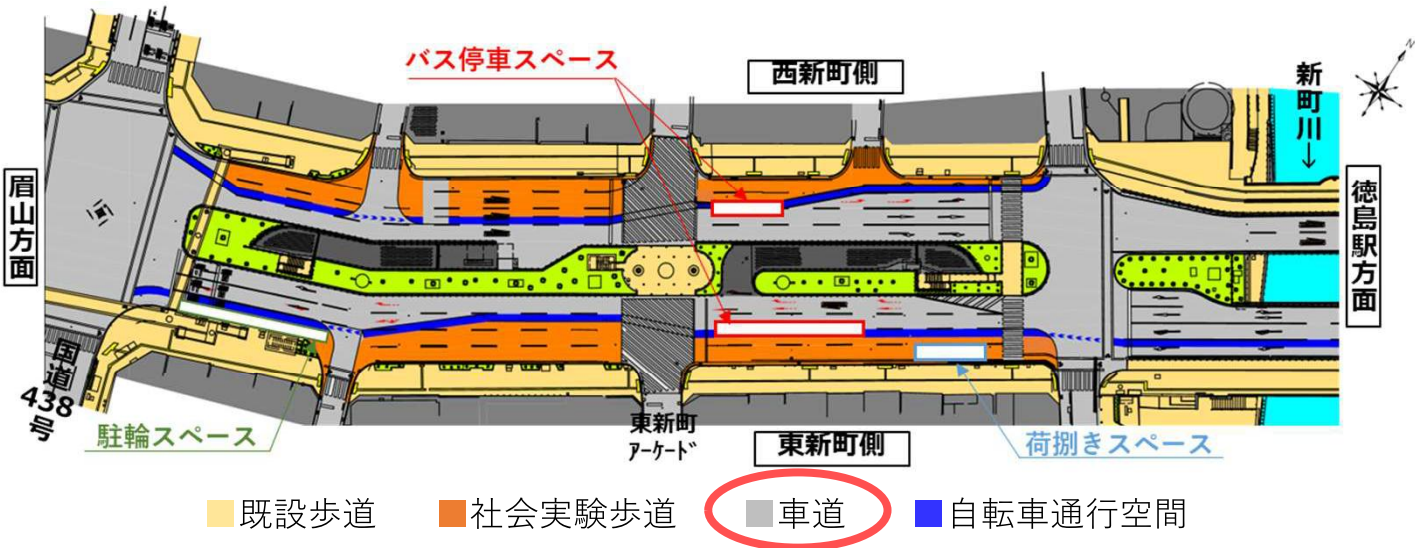 バス停車スペース
西新町側
N
新町川→
眉山方面
徳島駅方面
国道
438
号
駐輪スペース
東新町
アーケード
東新町側
荷捌きスペース
既設歩道
社会実験歩道
車道
自転車通行空間